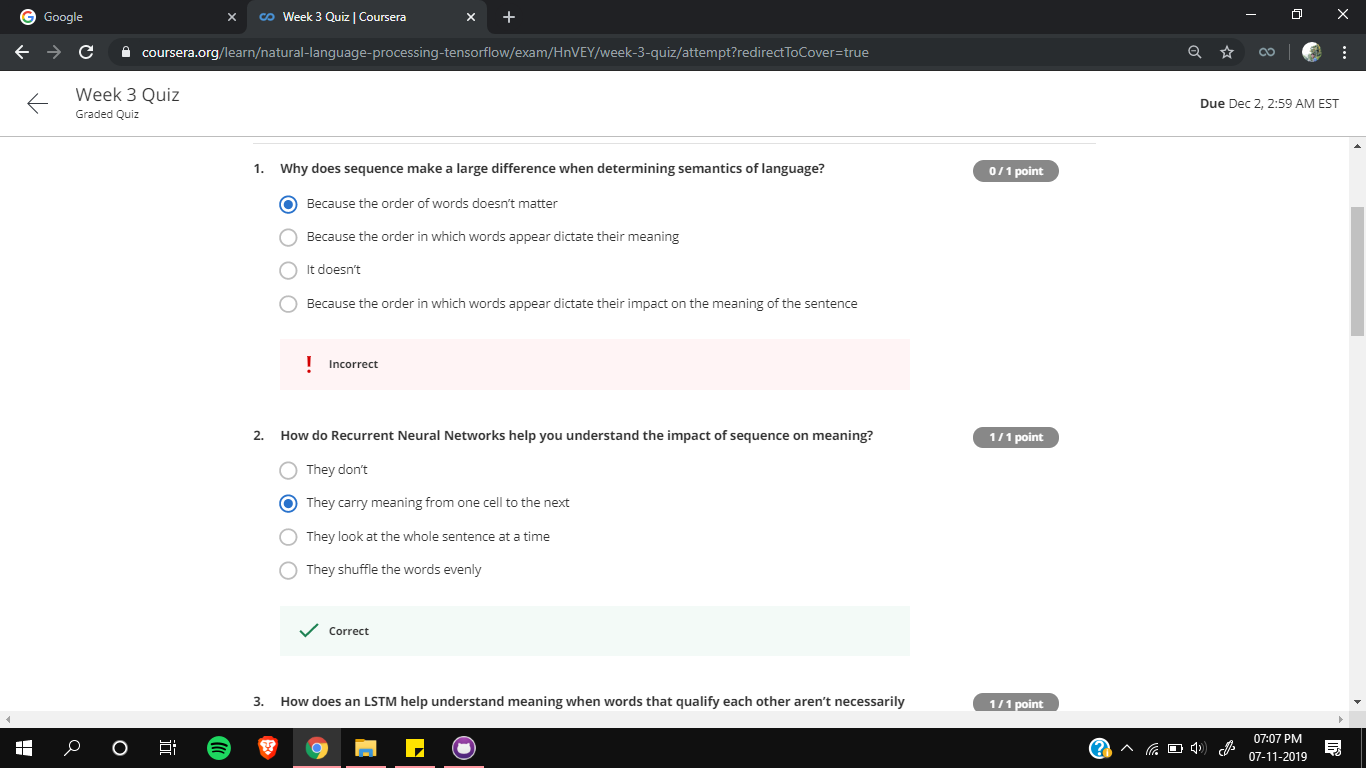 Google
Week 3 Quiz | Coursera
coursera.org/learn/natural-language-processing-tensorflow/exam/HnVEY/week-3-quiz/attempt?redirectToCover=true
Week 3 Quiz
Graded Quiz
Due Dec 2, 2:59 AM EST
1. Why does sequence make a large difference when determining semantics of language?
0 / 1 point
Because the order of words doesn't matter
Because the order in which words appear dictate their meaning
It doesn't
Because the order in which words appear dictate their impact on the meaning of the sentence
! Incorrect
2. How do Recurrent Neural Networks help you understand the impact of sequence on meaning?
1 / 1 point
They don't
They carry meaning from one cell to the next
They look at the whole sentence at a time
They shuffle the words evenly
Correct
3. How does an LSTM help understand meaning when words that qualify each other aren't necessarily
1 / 1 point
07:07 PM
07-11-2019